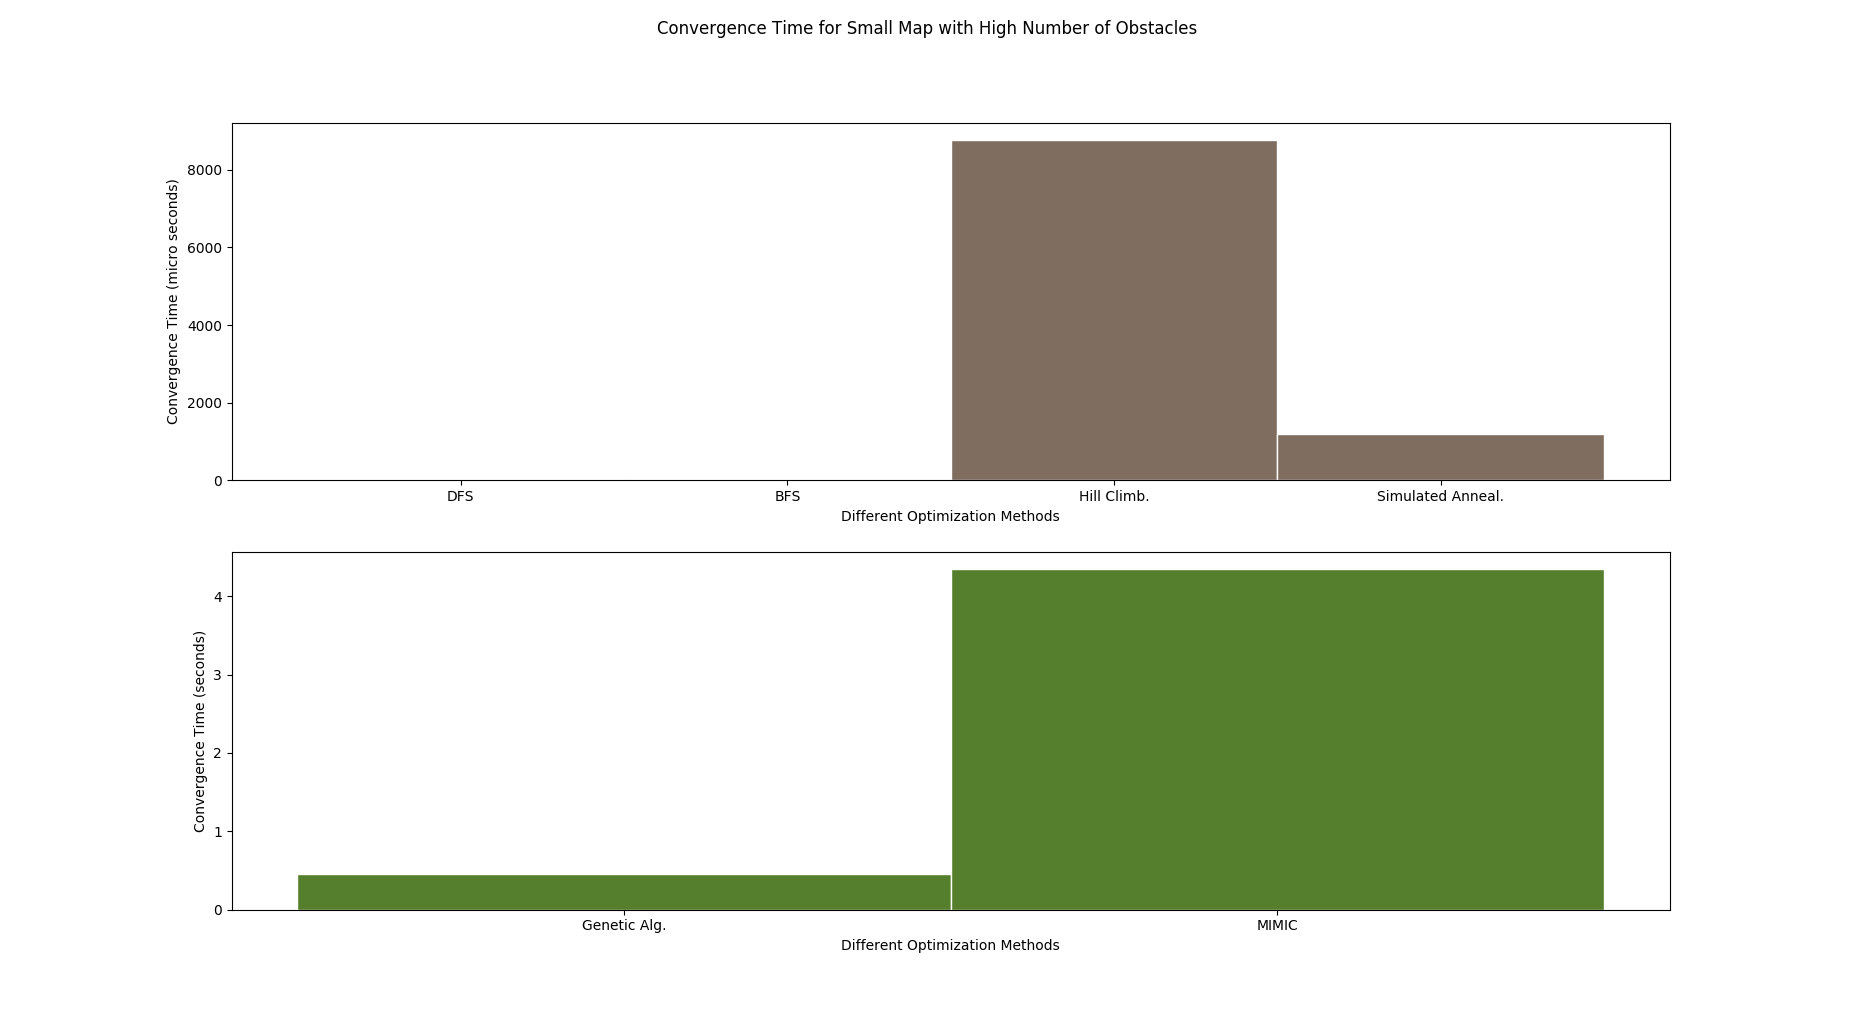 Convergence Time for Small Map with High Number of Obstacles
Convergence Time (micro seconds)
8000
6000
4000
2000
0
DFS BFS Hill Climb. Simulated Anneal.
Different Optimization Methods
Convergence Time (seconds)
4
3
2
1
0
Genetic Alg. MIMIC
Different Optimization Methods